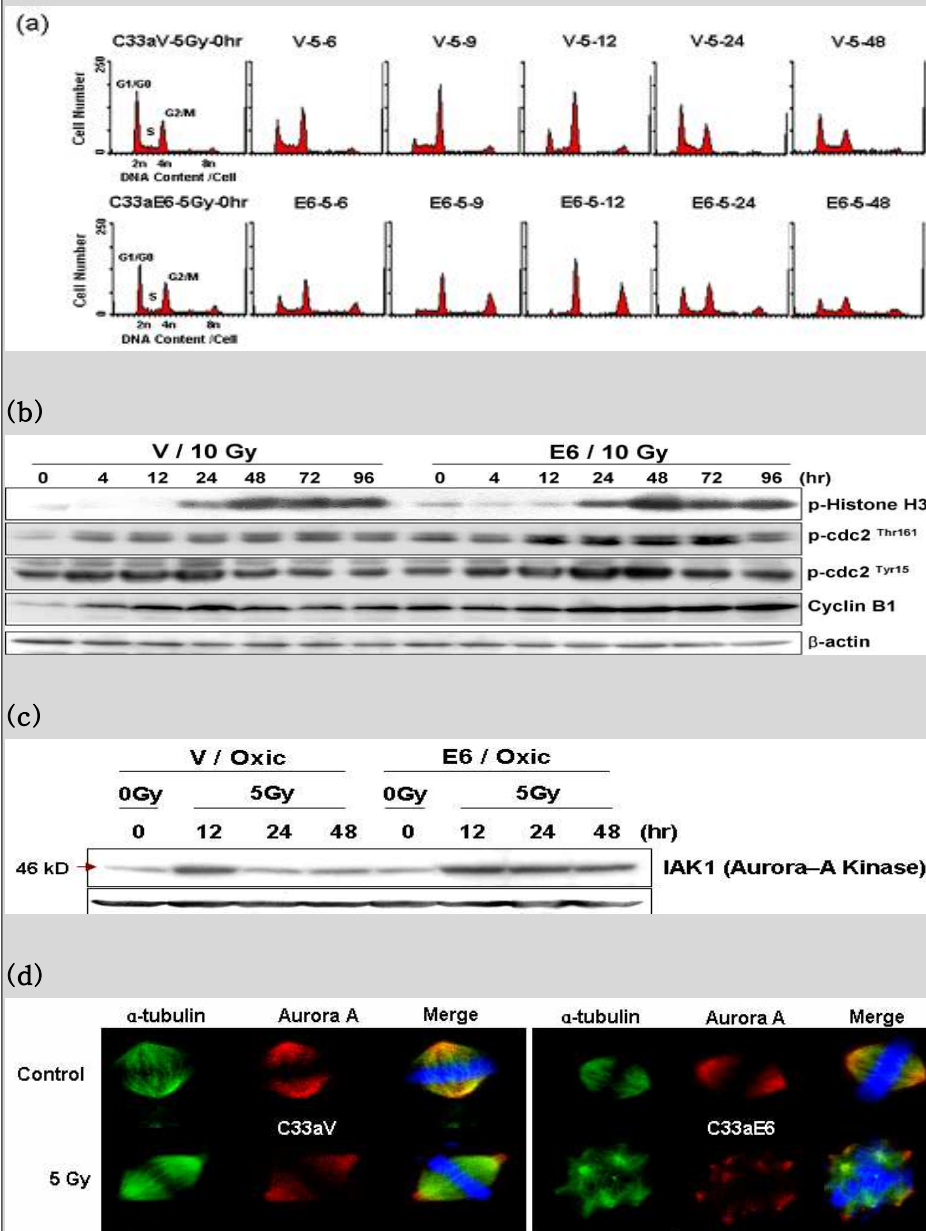 (a)
C33aV-5Gy-0hr V-5-6 V-5-9 V-5-12 V-5-24 V-5-48
250
Cell Number
0
G1/G0
S
G2/M
2n 4n 8n
DNA Content /Cell
C33aE6-5Gy-0hr E6-5-6 E6-5-9 E6-5-12 E6-5-24 E6-5-48
250
Cell Number
0
G1/G0
S
G2/M
2n 4n 8n
DNA Content /Cell
(b)
V / 10 Gy E6 / 10 Gy
0 4 12 24 48 72 96 0 4 12 24 48 72 96 (hr)
p-Histone H3
p-cdc2 Thr161
p-cdc2 Tyr15
Cyclin B1
β-actin
(c)
V / Oxic E6 / Oxic
0Gy 5Gy 0Gy 5Gy
0 12 24 48 0 12 24 48 (hr)
46 kD IAK1 (Aurora–A Kinase)
(d)
α-tubulin Aurora A Merge α-tubulin Aurora A Merge
Control
C33aV C33aE6
5 Gy